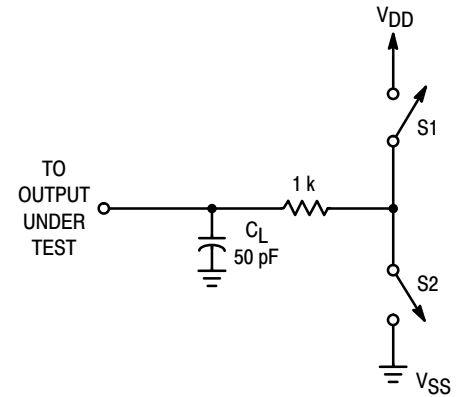 VDD
S1
TO
OUTPUT
UNDER
TEST
1 k
CL
50 pF
S2
VSS